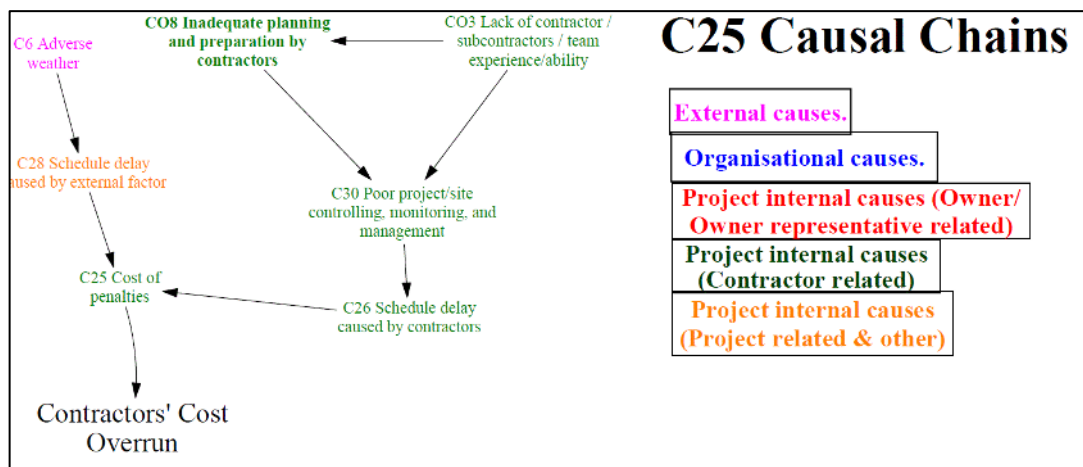 CO8 Inadequate planning
and preparation by
contractors
CO3 Lack of contractor /
subcontractors / team
experience/ability
C6 Adverse
weather
C28 Schedule delay
caused by external factor
C30 Poor project/site
controlling, monitoring, and
management
C25 Cost of
penalties
C26 Schedule delay
caused by contractors
Contractors' Cost
Overrun
C25 Causal Chains
External causes.
Organisational causes.
Project internal causes (Owner/
Owner representative related)
Project internal causes
(Contractor related)
Project internal causes
(Project related & other)